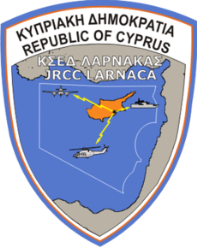 ΚΥΠΡΙΑΚΗ ΔΗΜΟΚΡΑΤΙΑ
REPUBLIC OF CYPRUS
ΚΣΕΔ-ΛΑΡΝΑΚΑΣ
JRCC LARNACA